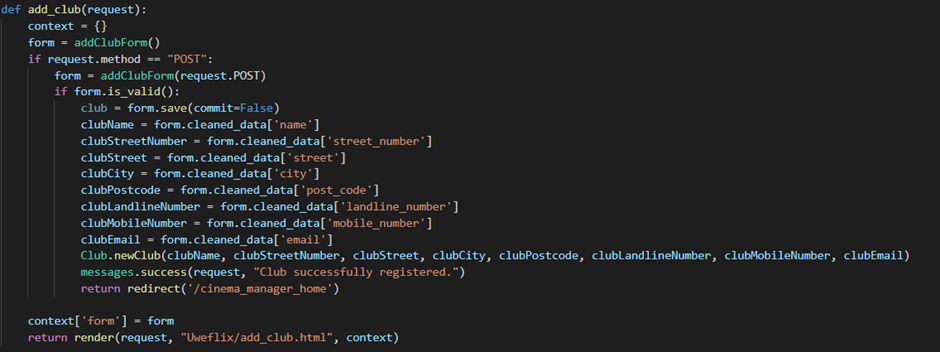 def add_club(request):
    context = {}
    form = addClubForm()
    if request.method == "POST":
        form = addClubForm(request.POST)
        if form.is_valid():
            club = form.save(commit=False)
            clubName = form.cleaned_data['name']
            clubStreetNumber = form.cleaned_data['street_number']
            clubStreet = form.cleaned_data['street']
            clubCity = form.cleaned_data['city']
            clubPostcode = form.cleaned_data['post_code']
            clubLandlineNumber = form.cleaned_data['landline_number']
            clubMobileNumber = form.cleaned_data['mobile_number']
            clubEmail = form.cleaned_data['email']
            Club.newClub(clubName, clubStreetNumber, clubStreet, clubCity, clubPostcode, clubLandlineNumber, clubMobileNumber, clubEmail)
            messages.success(request, "Club successfully registered.")
            return redirect('/cinema_manager_home')

    context['form'] = form
    return render(request, "Uweflix/add_club.html", context)